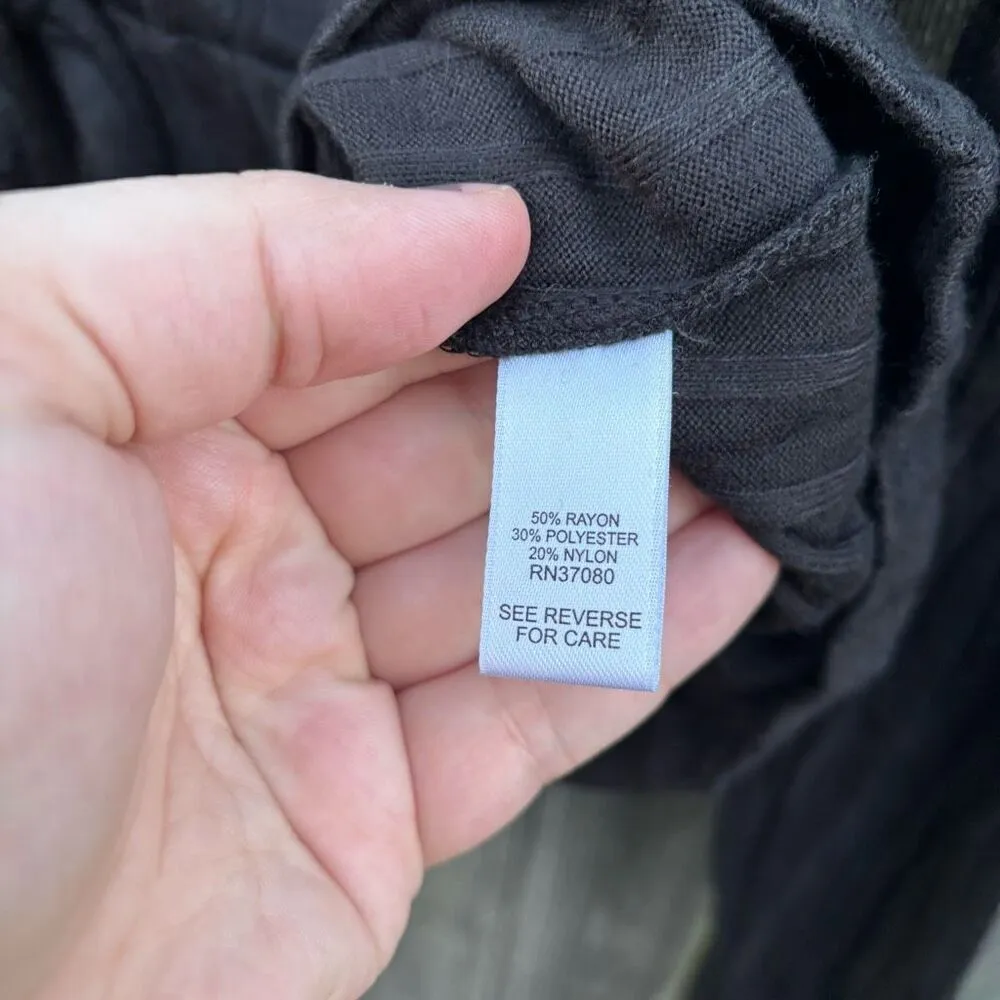 50% RAYON
30% POLYESTER
20% NYLON
RN37080
SEE REVERSE
FOR CARE